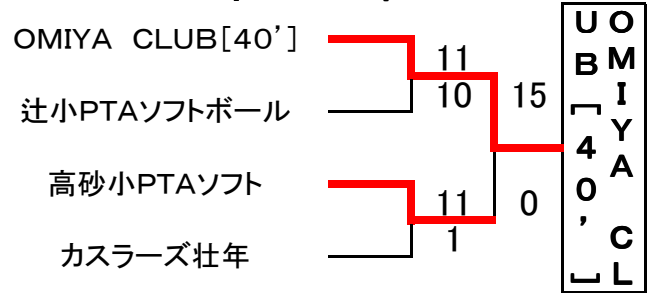 OMIYA CLUB[40’]
辻小PTAソフトボール
高砂小PTAソフト
カスラーズ壮年
11
10
11
1
15
0
OMIYA CL
UB[40’]